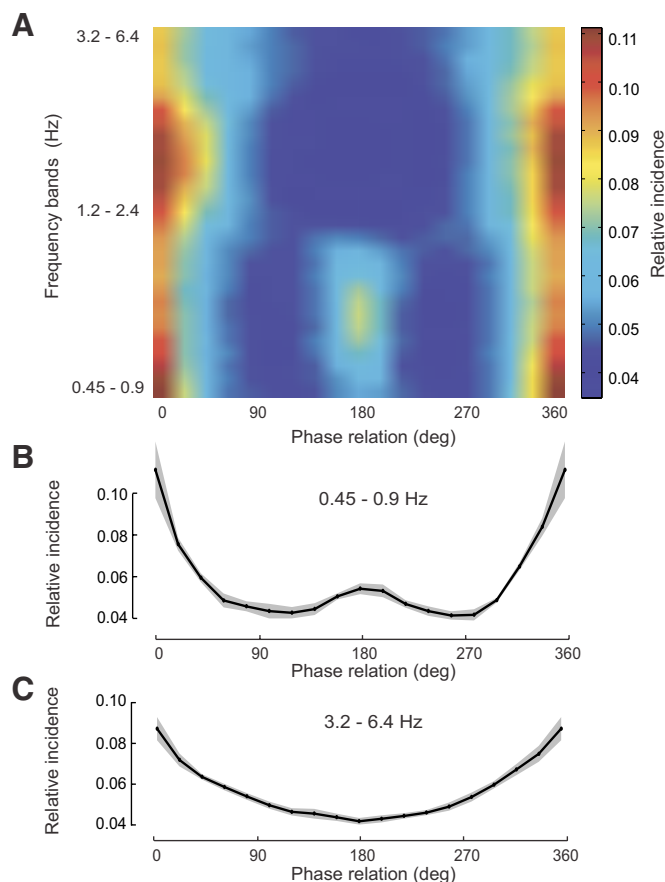 A
3.2 - 6.4
1.2 - 2.4
0.45 - 0.9
Frequency bands (Hz)
0 90 180 270 360
Phase relation (deg)
0.11
0.10
0.09
0.08
0.07
0.06
0.05
0.04
Relative incidence
B
0.45 - 0.9 Hz
Relative incidence
0.10
0.08
0.06
0.04
0 90 180 270 360
Phase relation (deg)
C
3.2 - 6.4 Hz
Relative incidence
0.10
0.08
0.06
0.04
0 90 180 270 360
Phase relation (deg)